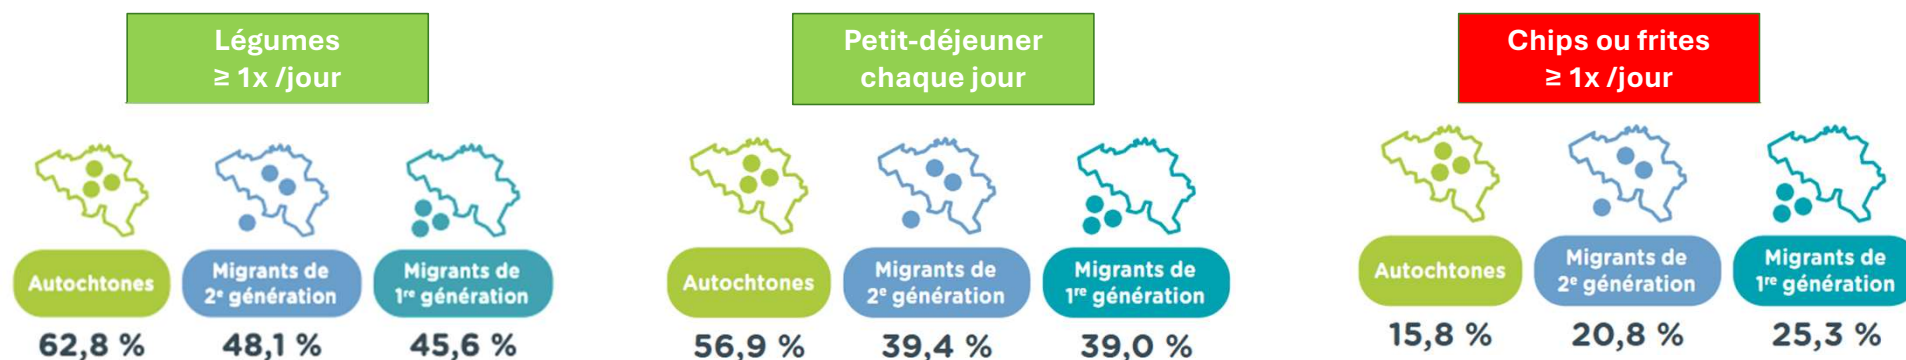 Légumes
≥ 1x /jour
Autochtones
Migrants de
2e génération
Migrants de
1re génération
62,8 %
48,1 %
45,6 %
Petit-déjeuner
chaque jour
Autochtones
Migrants de
2e génération
Migrants de
1re génération
56,9 %
39,4 %
39,0 %
Chips ou frites
≥ 1x /jour
Autochtones
Migrants de
2e génération
Migrants de
1re génération
15,8 %
20,8 %
25,3 %